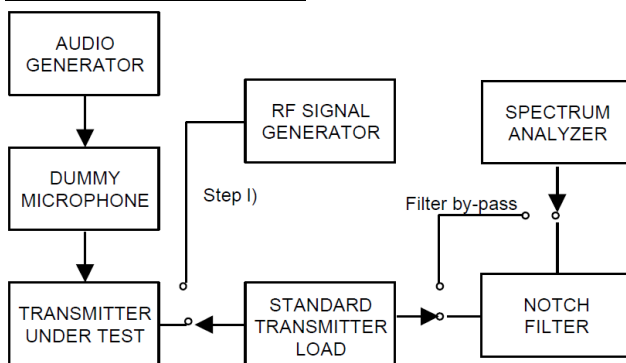 AUDIO
GENERATOR
RF SIGNAL
GENERATOR
SPECTRUM
ANALYZER
DUMMY
MICROPHONE
Step I)
Filter by-pass
TRANSMITTER
UNDER TEST
STANDARD
TRANSMITTER
LOAD
NOTCH
FILTER